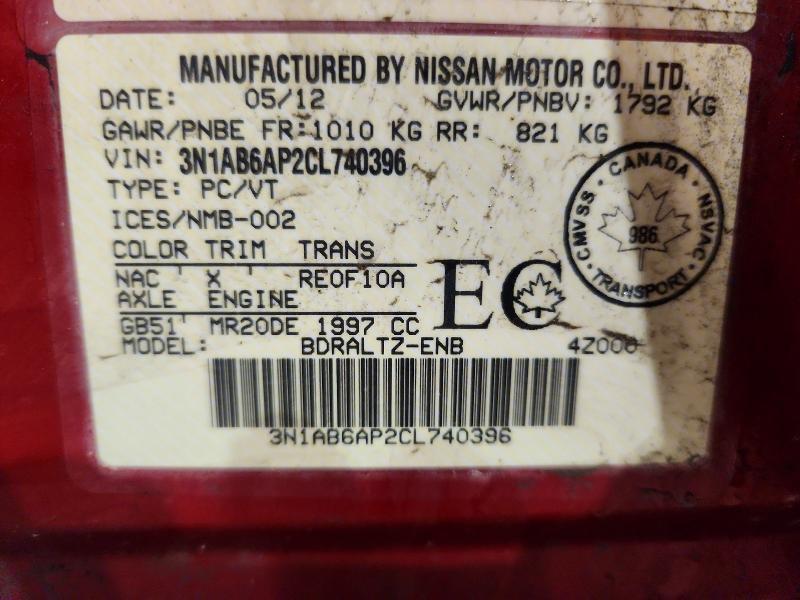 MANUFACTURED BY NISSAN MOTOR CO., LTD.
DATE: 05/12 GVWR/PNBV: 1792 KG
GAWR/PNBE FR:1010 KG RR: 821 KG
VIN: 3N1AB6AP2CL740396
TYPE: PC/VT
ICES/NMB-002
COLOR TRIM TRANS
NAC ' X ' RE0F10A
AXLE ENGINE
GB51' MR20DE 1997 CC
MODEL: BDRALTZ-ENB 4Z000
3N1AB6AP2CL740396
EC
CMVSS · CANADA · NSVAC · TRANSPORT ·
986